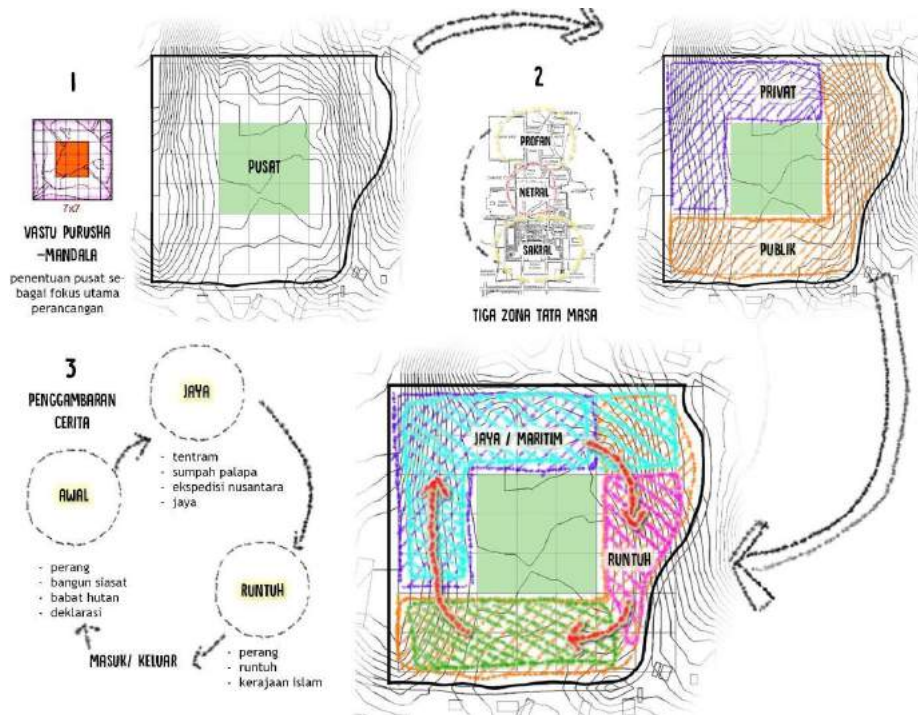 1
7x7
VASTU PURUSHA
-MANDALA
penentuan pusat se-
bagai fokus utama
perancangan
PUSAT
2
PROFAN
NETRAL
SAKRAL
TIGA ZONA TATA MASA
PRIVAT
PUBLIK
3
PENGGAMBARAN
CERITA
JAYA
- tentram
- sumpah palapa
- ekspedisi nusantara
- jaya
AWAL
- perang
- bangun siasat
- babat hutan
- deklarasi
RUNTUH
- perang
- runtuh
- kerajaan islam
MASUK/ KELUAR
JAYA / MARITIM
RUNTUH